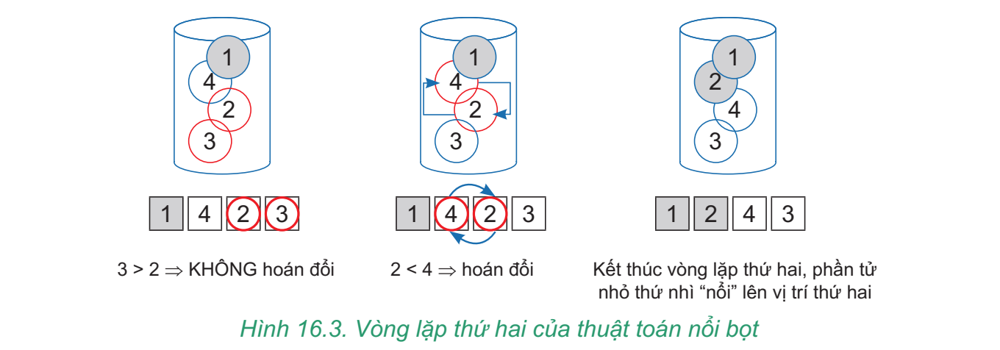 1
4
2
3
1
4
2
3
1
2
4
3
1 4 2 3
1 4 2 3
1 2 4 3
3 > 2 ⇒ KHÔNG hoán đổi
2 < 4 ⇒ hoán đổi
Kết thúc vòng lặp thứ hai, phần tử
nhỏ thứ nhì “nổi” lên vị trí thứ hai
Hình 16.3. Vòng lặp thứ hai của thuật toán nổi bọt